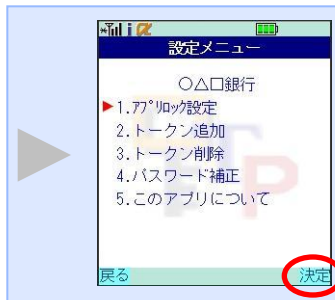 設定メニュー
○△□銀行
1.ｱﾌﾟﾘﾛｯｸ設定
2.トークン追加
3.トークン削除
4.パスワード補正
5.このアプリについて
戻る 決定